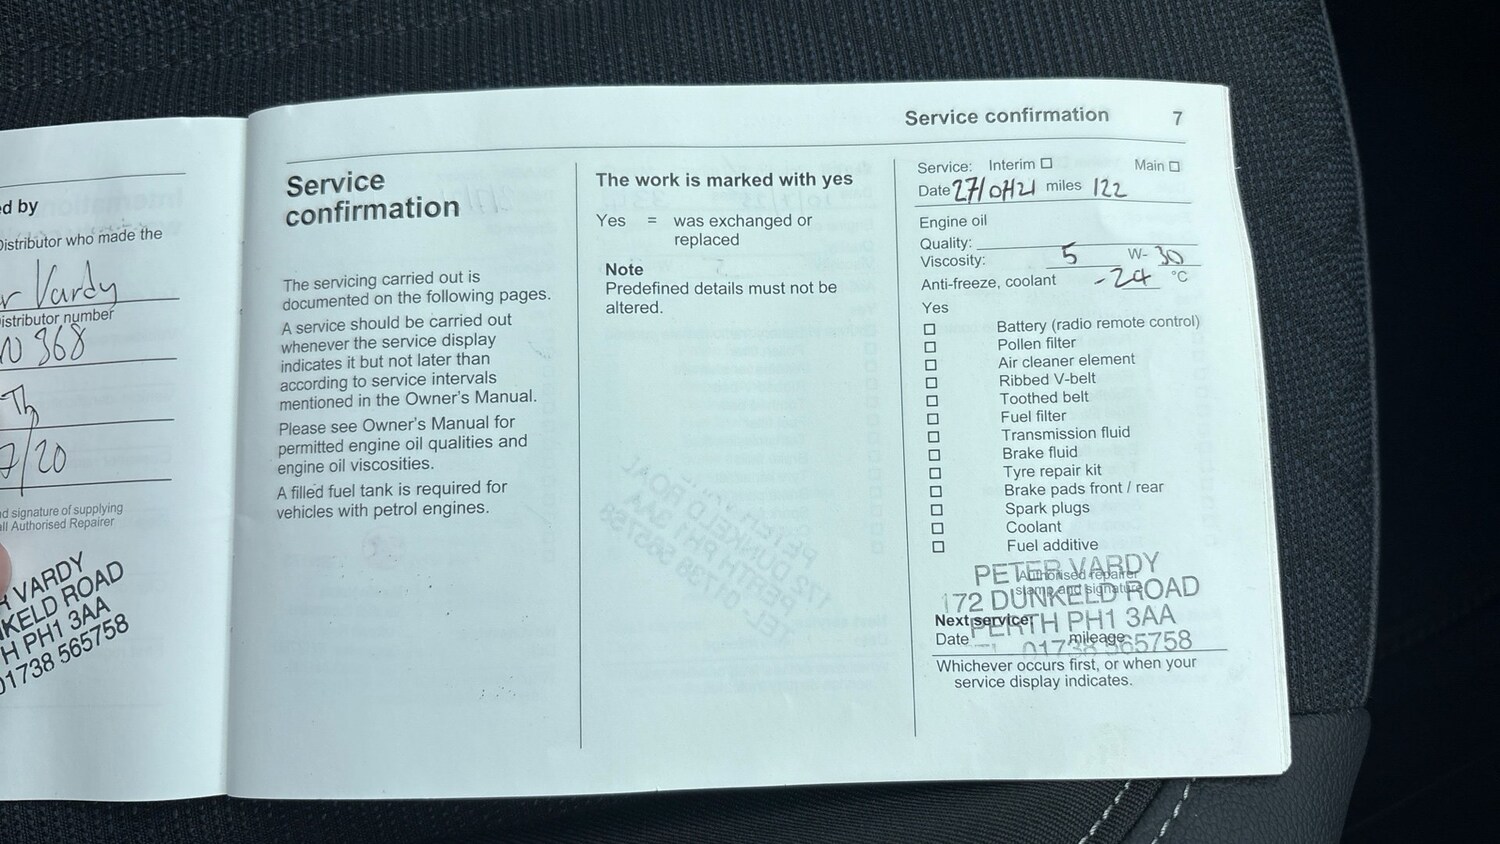 ed by
Distributor who made the
r Vardy
Distributor number
868
Th
7/20
nd signature of supplying
ll Authorised Repairer
R VARDY
KELD ROAD
H PH1 3AA
01738 565758
Service confirmation 7
Service
confirmation
The servicing carried out is
documented on the following pages.
A service should be carried out
whenever the service display
indicates it but not later than
according to service intervals
mentioned in the Owner's Manual.
Please see Owner's Manual for
permitted engine oil qualities and
engine oil viscosities.
A filled fuel tank is required for
vehicles with petrol engines.
The work is marked with yes
Yes = was exchanged or
replaced
Note
Predefined details must not be
altered.
Service: Interim Main
Date miles 122
Engine oil
Quality:
Viscosity: 5 W- 30
Anti-freeze, coolant -24 °C
Yes
Battery (radio remote control)
Pollen filter
Air cleaner element
Ribbed V-belt
Toothed belt
Fuel filter
Transmission fluid
Brake fluid
Tyre repair kit
Brake pads front / rear
Spark plugs
Coolant
Fuel additive
PETER VARDY
Authorised repairer
stamp and signature
172 DUNKELD ROAD
PERTH PH1 3AA
Next service:
Date mileage
TEL 01738 565758
Whichever occurs first, or when your
service display indicates.